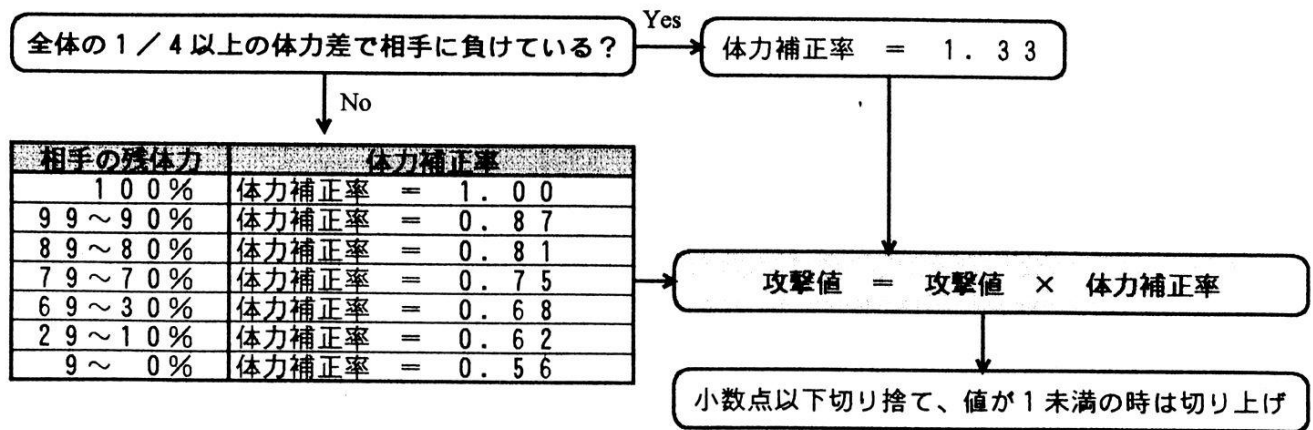 全体の1/4以上の体力差で相手に負けている?
Yes
体力補正率 = 1.33
No
相手の残体力 体力補正率
100% 体力補正率 = 1.00
99~90% 体力補正率 = 0.87
89~80% 体力補正率 = 0.81
79~70% 体力補正率 = 0.75
69~30% 体力補正率 = 0.68
29~10% 体力補正率 = 0.62
9~ 0% 体力補正率 = 0.56
攻撃値 = 攻撃値 × 体力補正率
小数点以下切り捨て、値が1未満の時は切り上げ